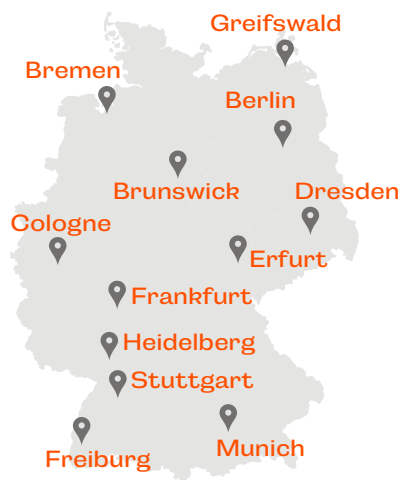 Greifswald
Bremen
Berlin
Brunswick
Dresden
Cologne
Erfurt
Frankfurt
Heidelberg
Stuttgart
Munich
Freiburg